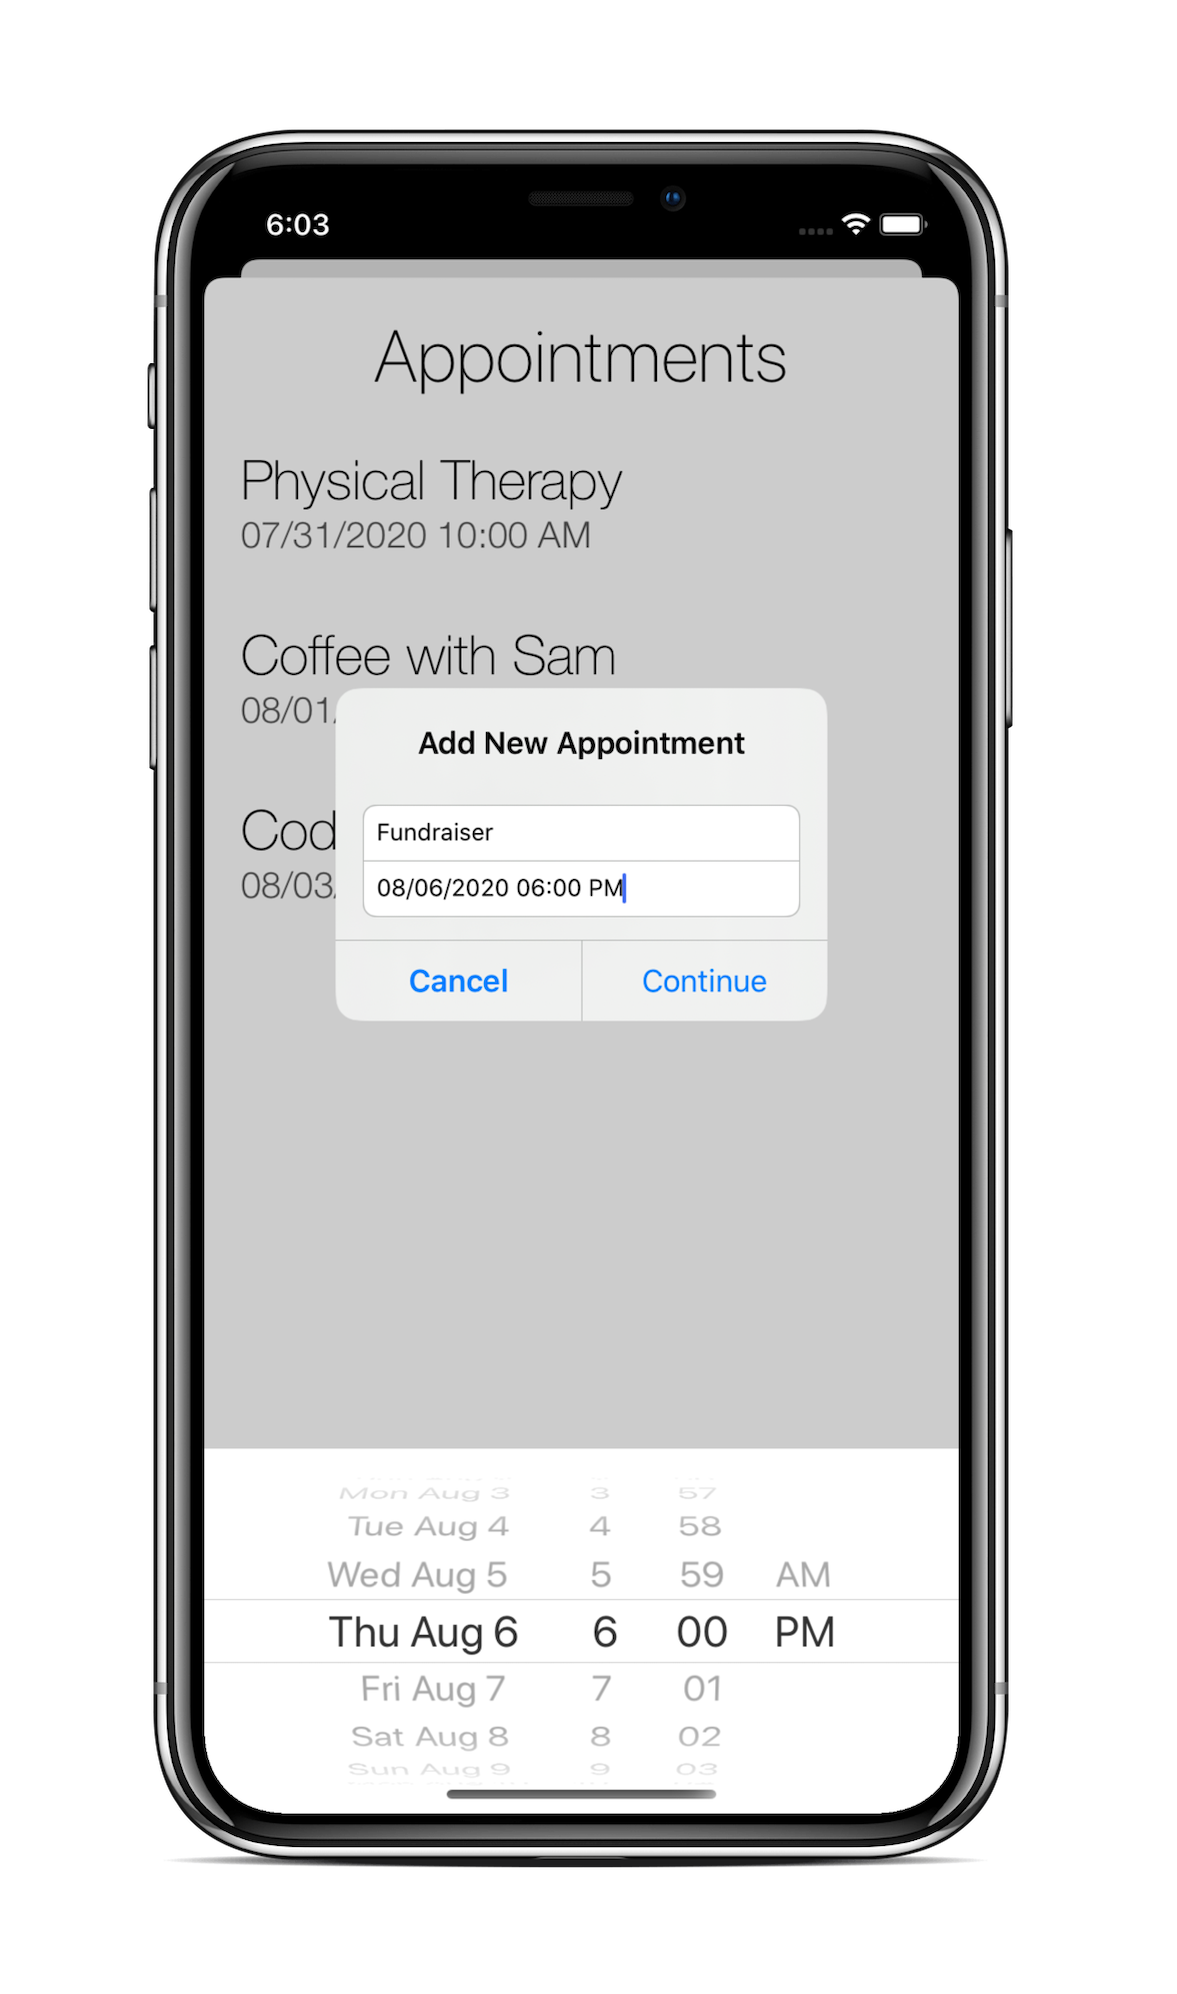 6:03
Appointments
Physical Therapy
07/31/2020 10:00 AM
Coffee with Sam
08/01
Add New Appointment
Cod
Fundraiser
08/03
08/06/2020 06:00 PM
Cancel Continue
Mon Aug 3 3 57
Tue Aug 4 4 58
Wed Aug 5 5 59 AM
Thu Aug 6 6 00 PM
Fri Aug 7 7 01
Sat Aug 8 8 02
Sun Aug 9 9 03